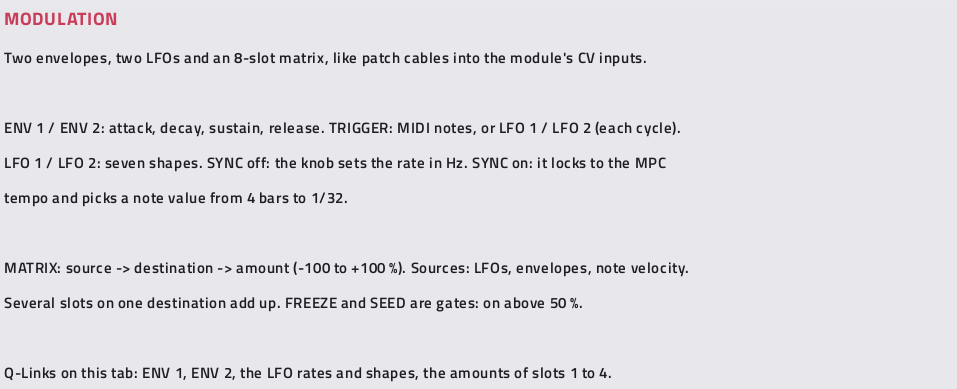 MODULATION
Two envelopes, two LFOs and an 8-slot matrix, like patch cables into the module's CV inputs.
ENV 1 / ENV 2: attack, decay, sustain, release. TRIGGER: MIDI notes, or LFO 1 / LFO 2 (each cycle).
LFO 1 / LFO 2: seven shapes. SYNC off: the knob sets the rate in Hz. SYNC on: it locks to the MPC
tempo and picks a note value from 4 bars to 1/32.
MATRIX: source -> destination -> amount (-100 to +100 %). Sources: LFOs, envelopes, note velocity.
Several slots on one destination add up. FREEZE and SEED are gates: on above 50 %.
Q-Links on this tab: ENV 1, ENV 2, the LFO rates and shapes, the amounts of slots 1 to 4.